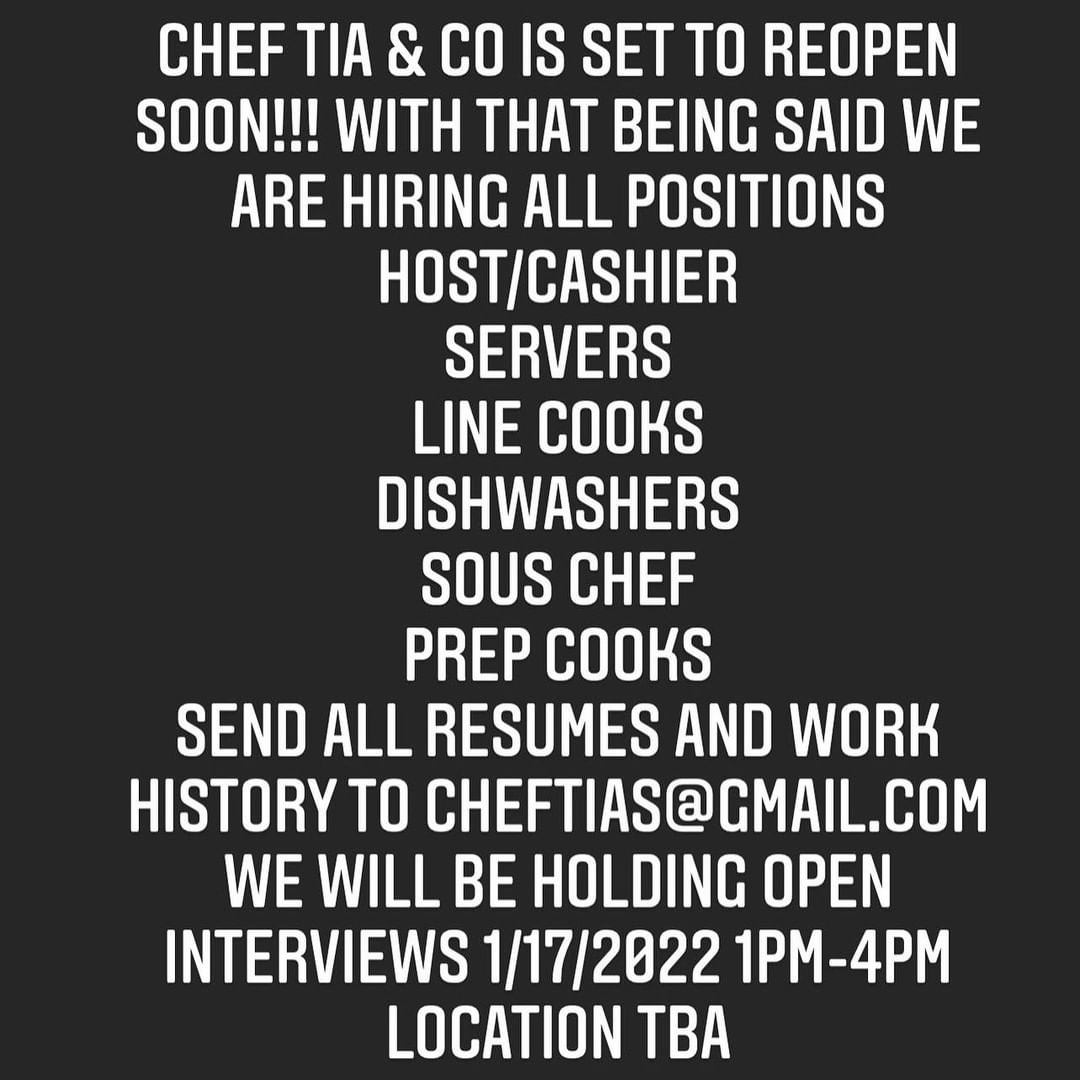 CHEF TIA & CO IS SET TO REOPEN
SOON!!! WITH THAT BEING SAID WE
ARE HIRING ALL POSITIONS
HOST/CASHIER
SERVERS
LINE COOKS
DISHWASHERS
SOUS CHEF
PREP COOKS
SEND ALL RESUMES AND WORK
HISTORY TO CHEFTIAS@GMAIL.COM
WE WILL BE HOLDING OPEN
INTERVIEWS 1/17/2022 1PM-4PM
LOCATION TBA